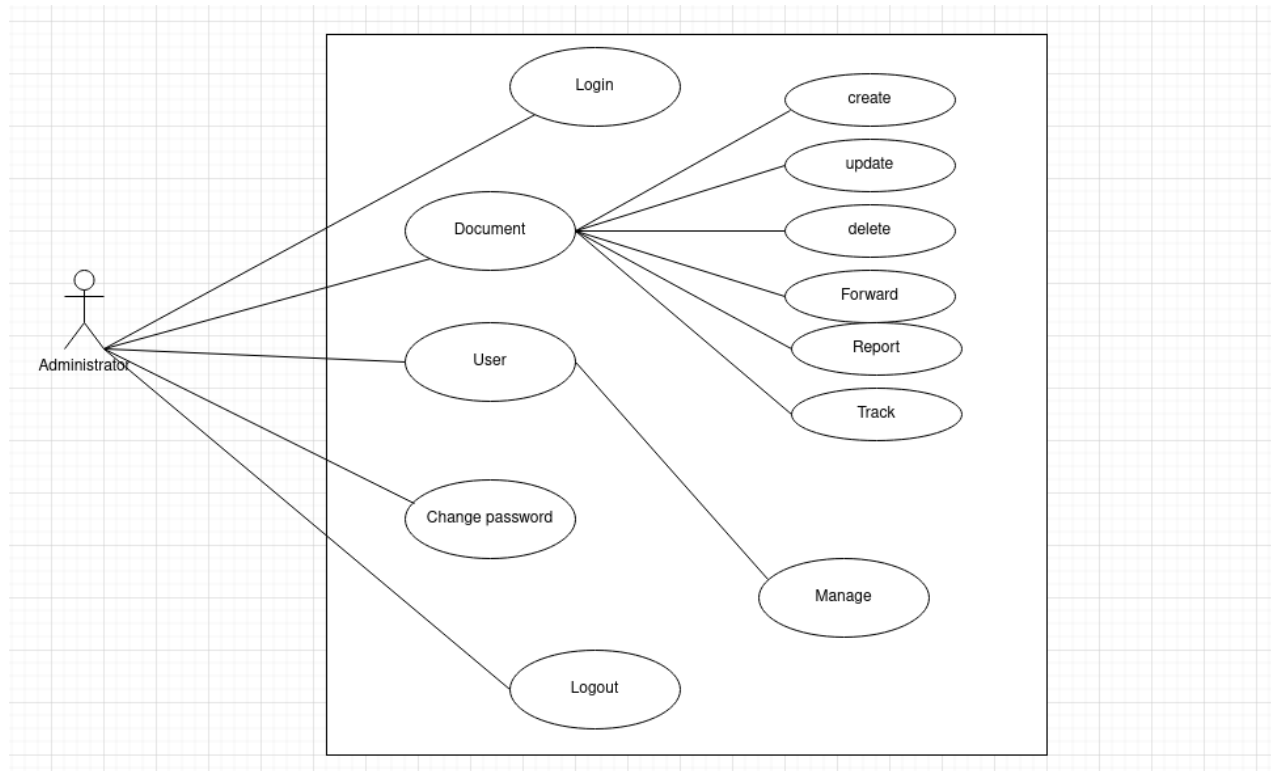 Login
create
update
Document
delete
Forward
Report
User
Administrator
Track
Change password
Manage
Logout